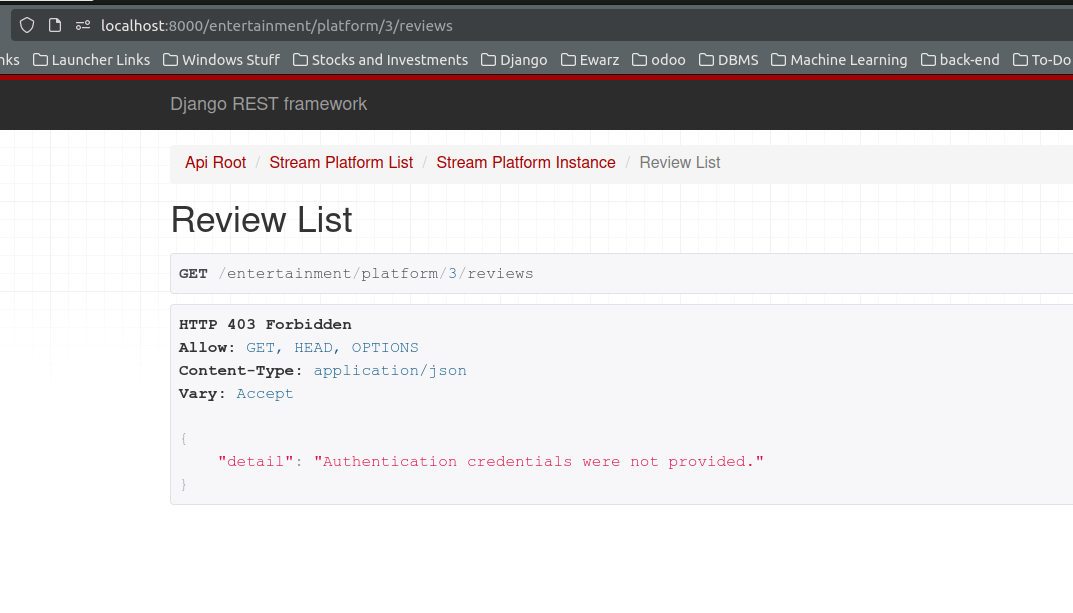 localhost:8000/entertainment/platform/3/reviews
nks Launcher Links Windows Stuff Stocks and Investments Django Ewarz odoo DBMS Machine Learning back-end To-Do
Django REST framework
Api Root / Stream Platform List / Stream Platform Instance / Review List
Review List
GET /entertainment/platform/3/reviews
HTTP 403 Forbidden
Allow: GET, HEAD, OPTIONS
Content-Type: application/json
Vary: Accept
{
"detail": "Authentication credentials were not provided."
}